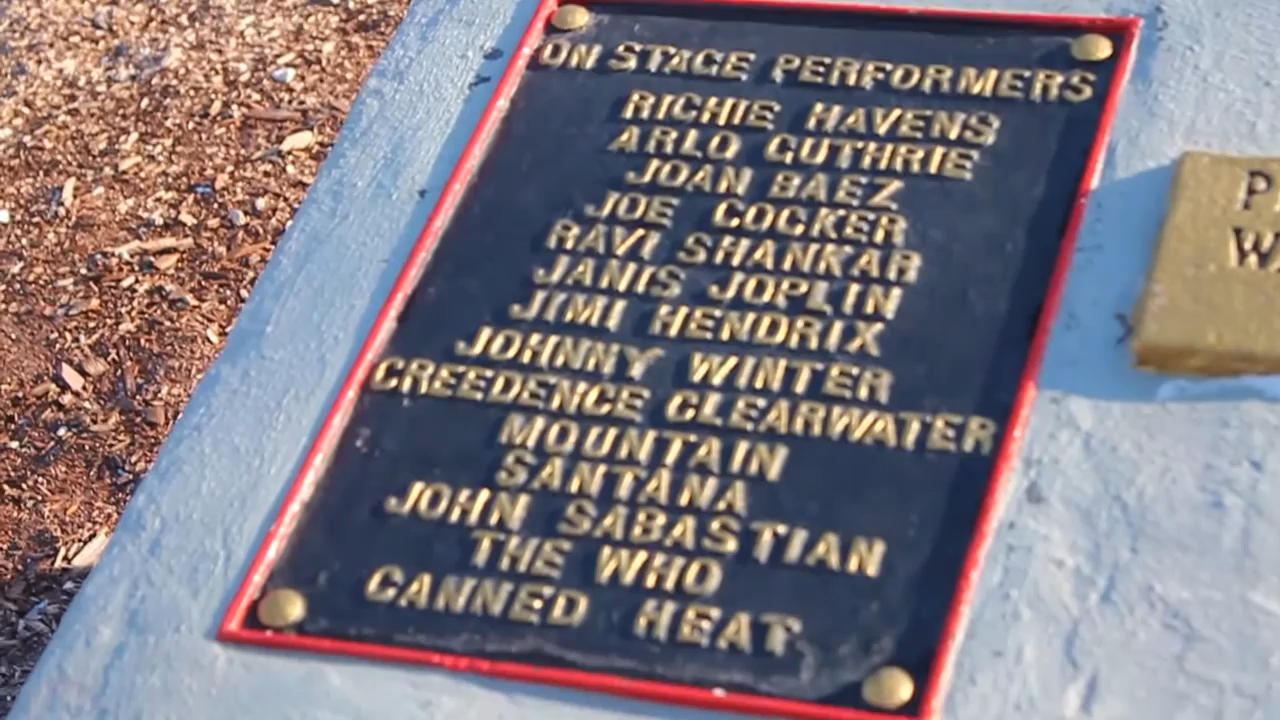 ON STAGE PERFORMERS
RICHIE HAVENS
ARLO GUTHRIE
JOAN BAEZ
JOE COCKER
RAVI SHANKAR
JANIS JOPLIN
JIMI HENDRIX
JOHNNY WINTER
CREEDENCE CLEARWATER
MOUNTAIN
SANTANA
JOHN SABASTIAN
THE WHO
CANNED HEAT